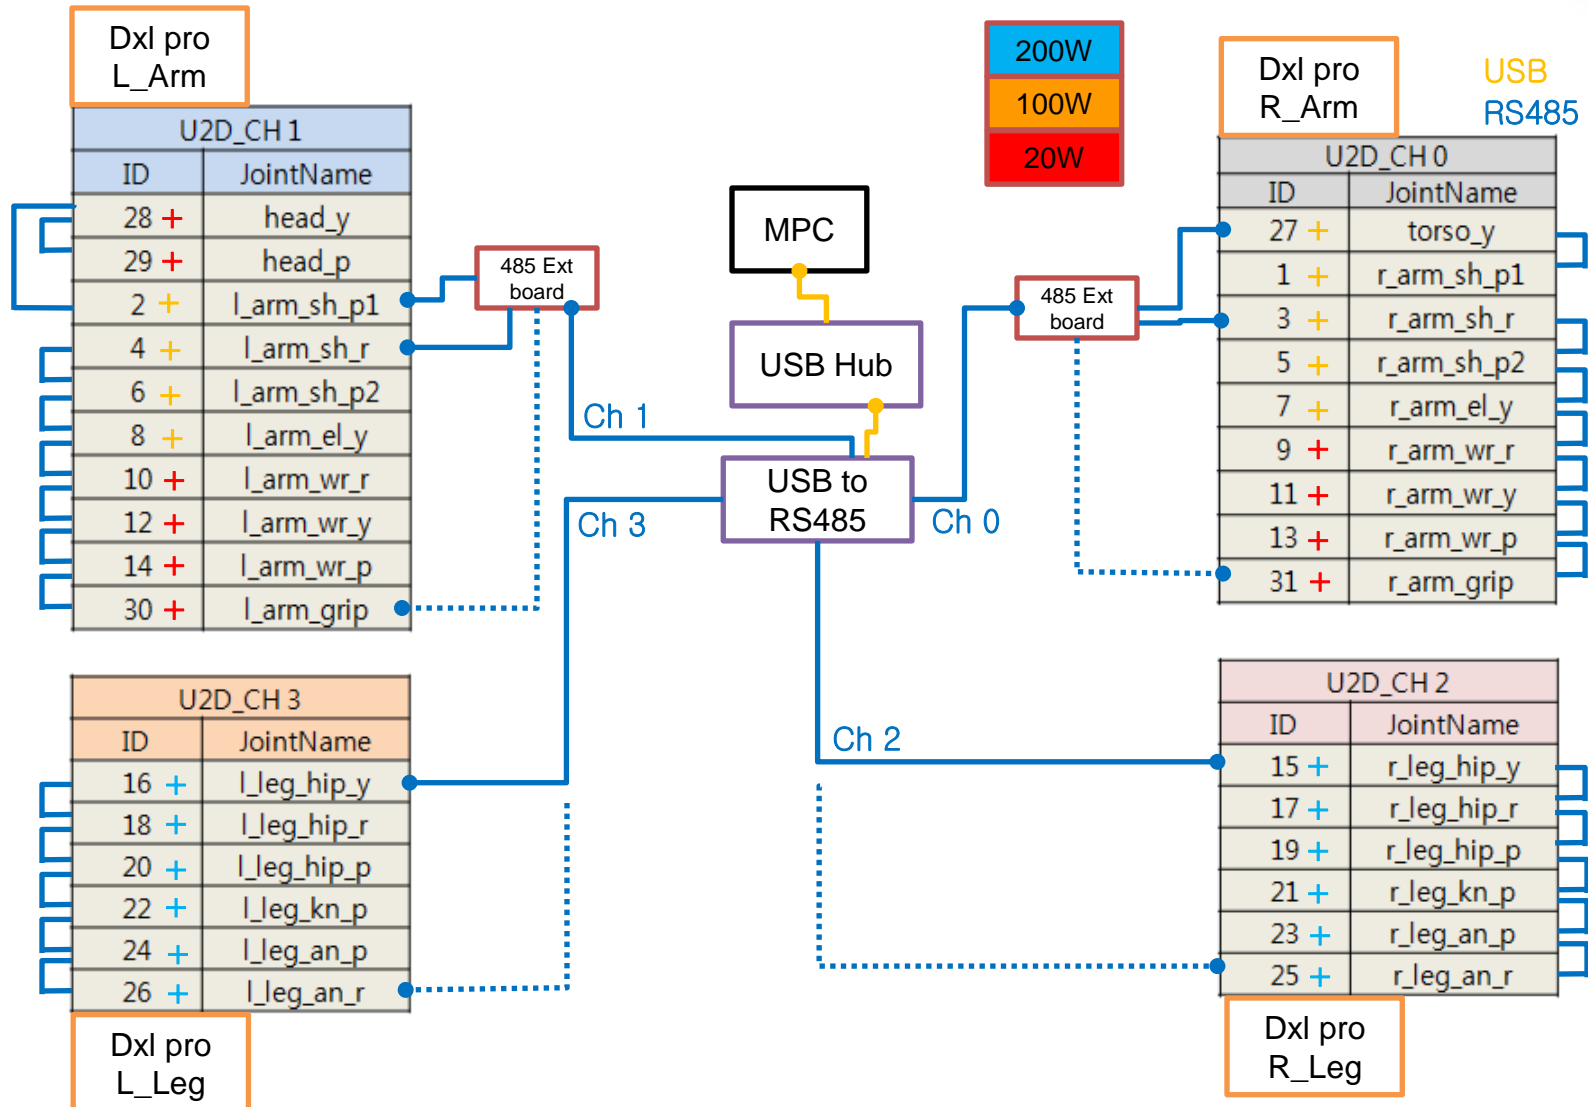 Dxl pro
L_Arm
U2D_CH 1
ID JointName
28 + head_y
29 + head_p
2 + l_arm_sh_p1
4 + l_arm_sh_r
6 + l_arm_sh_p2
8 + l_arm_el_y
10 + l_arm_wr_r
12 + l_arm_wr_y
14 + l_arm_wr_p
30 + l_arm_grip
485 Ext
board
200W
100W
20W
MPC
USB Hub
USB to
RS485
Ch 1
Ch 3
Ch 0
Ch 2
485 Ext
board
Dxl pro
R_Arm
USB
RS485
U2D_CH 0
ID JointName
27 + torso_y
1 + r_arm_sh_p1
3 + r_arm_sh_r
5 + r_arm_sh_p2
7 + r_arm_el_y
9 + r_arm_wr_r
11 + r_arm_wr_y
13 + r_arm_wr_p
31 + r_arm_grip
U2D_CH 3
ID JointName
16 + l_leg_hip_y
18 + l_leg_hip_r
20 + l_leg_hip_p
22 + l_leg_kn_p
24 + l_leg_an_p
26 + l_leg_an_r
Dxl pro
L_Leg
U2D_CH 2
ID JointName
15 + r_leg_hip_y
17 + r_leg_hip_r
19 + r_leg_hip_p
21 + r_leg_kn_p
23 + r_leg_an_p
25 + r_leg_an_r
Dxl pro
R_Leg